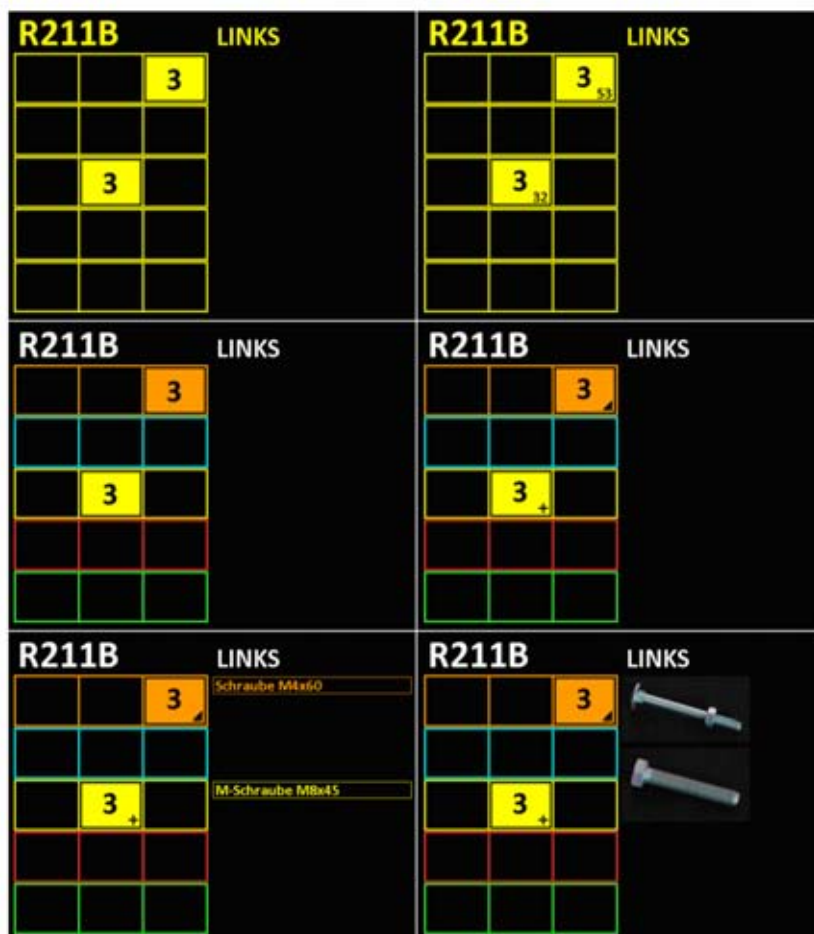 R211B LINKS
3
3
R211B LINKS
3 53
3 32
R211B LINKS
3
3
R211B LINKS
3
3 +
R211B LINKS
3 Schraube M4x60
3 + M-Schraube M8x45
R211B LINKS
3
3 +